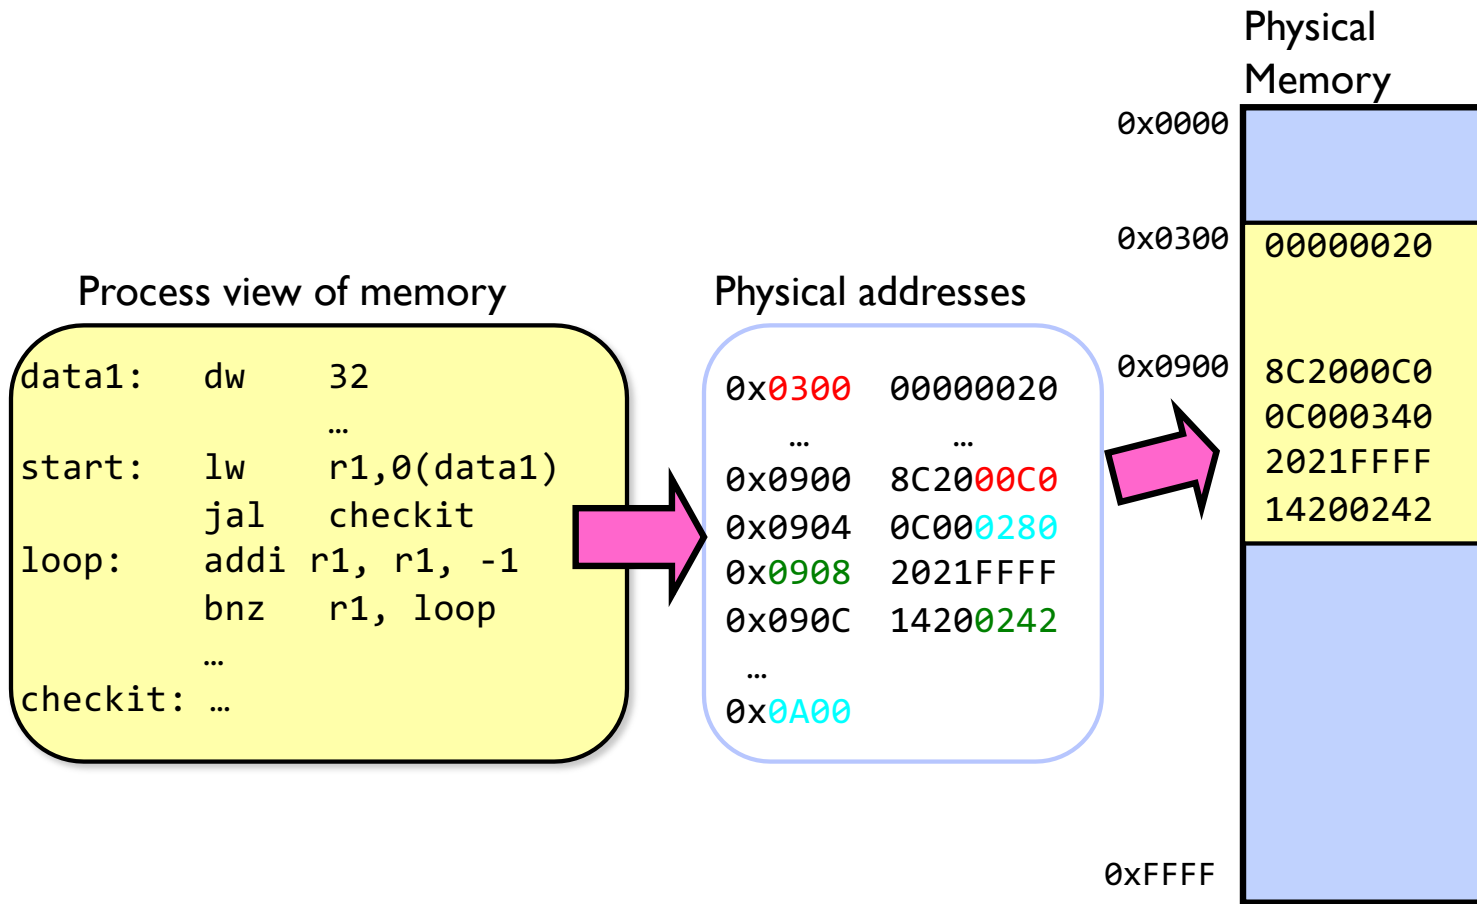 Physical
Memory
0x0000
0x0300 00000020
Process view of memory
data1: dw 32
…
start: lw r1,0(data1)
jal checkit
loop: addi r1, r1, -1
bnz r1, loop
…
checkit: …
Physical addresses
0x0300 00000020
… …
0x0900 8C2000C0
0x0904 0C000280
0x0908 2021FFFF
0x090C 14200242
…
0x0A00
0x0900 8C2000C0
0C000340
2021FFFF
14200242
0xFFFF